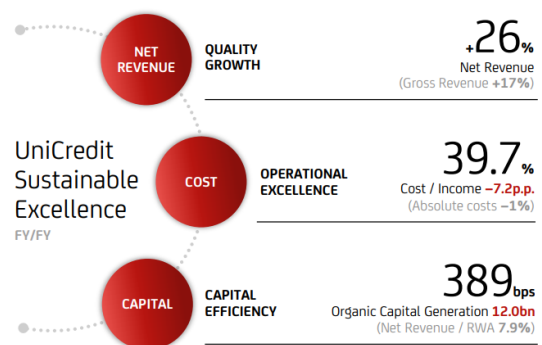 NET
REVENUE
QUALITY
GROWTH
+26%
Net Revenue
(Gross Revenue +17%)
UniCredit
Sustainable
Excellence
FY/FY
COST
OPERATIONAL
EXCELLENCE
39.7%
Cost / Income –7.2p.p.
(Absolute costs –1%)
CAPITAL
CAPITAL
EFFICIENCY
389bps
Organic Capital Generation 12.0bn
(Net Revenue / RWA 7.9%)